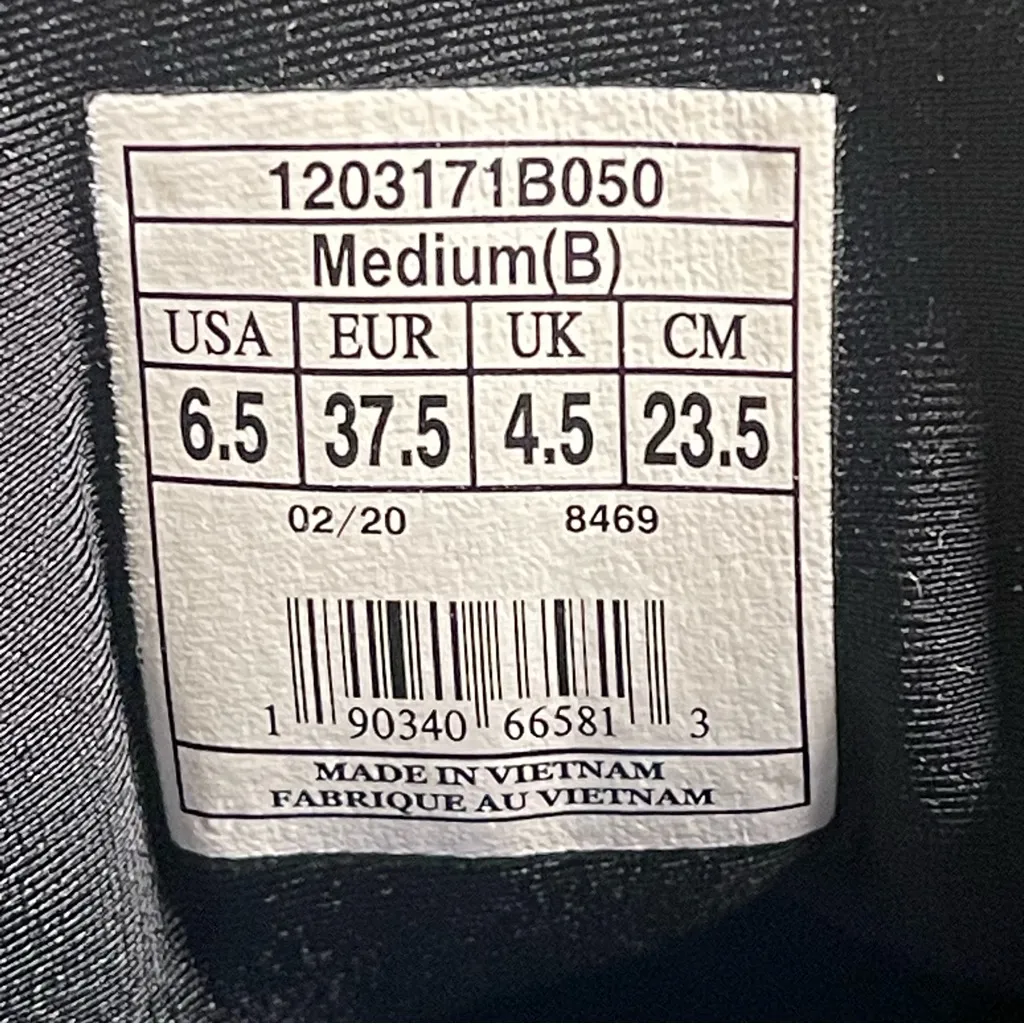 1203171B050
Medium(B)
USA EUR UK CM
6.5 37.5 4.5 23.5
02/20 8469
1 90340 66581 3
MADE IN VIETNAM
FABRIQUE AU VIETNAM